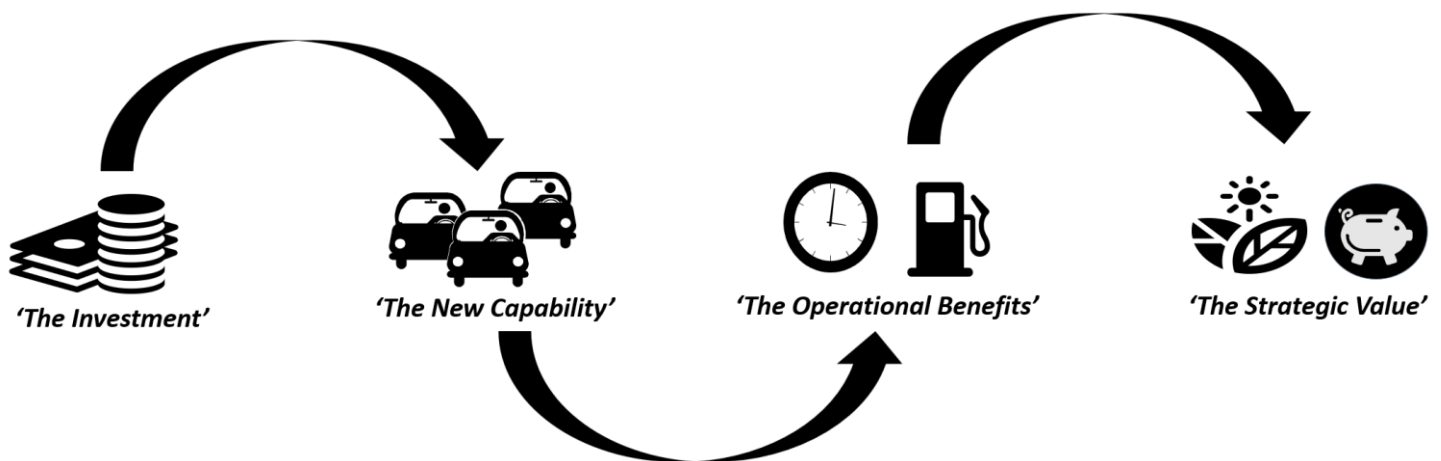 ‘The Investment’
‘The New Capability’
‘The Operational Benefits’
‘The Strategic Value’